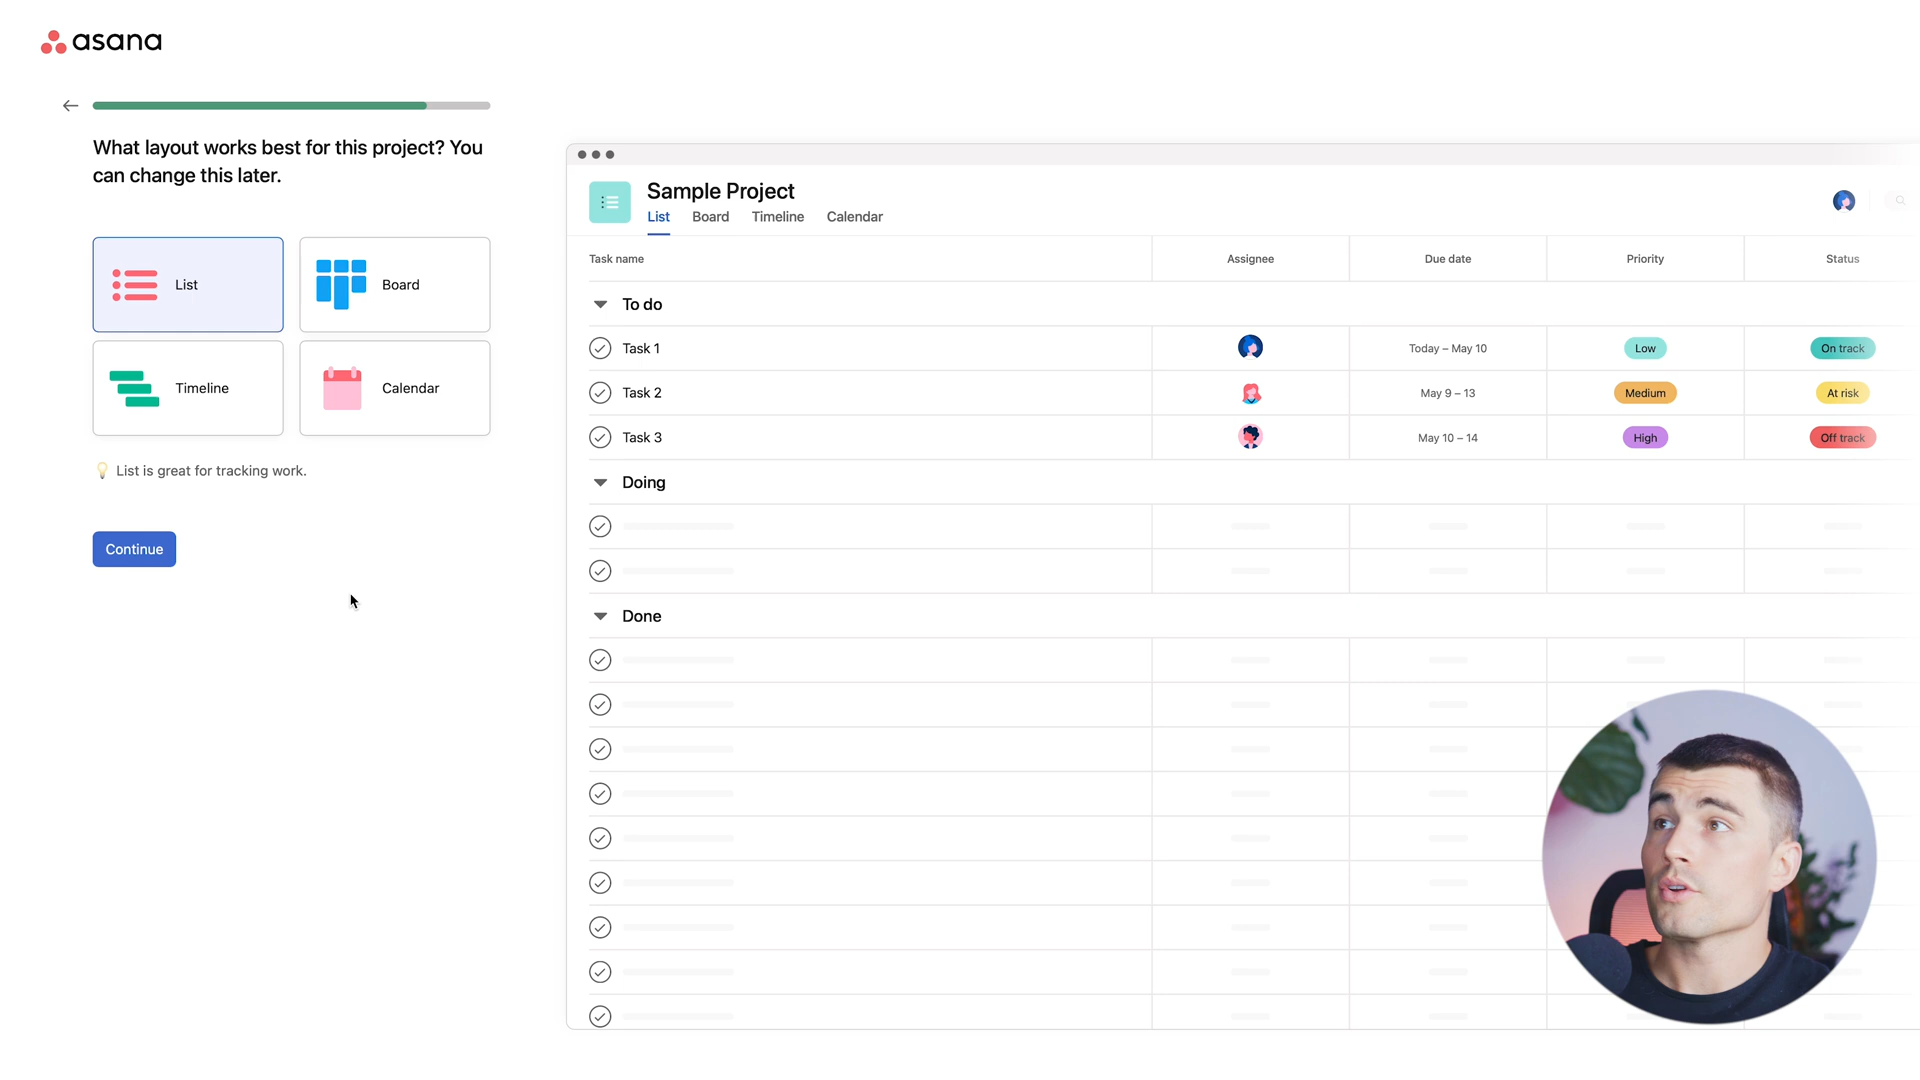 asana
What layout works best for this project? You
can change this later.
List
Board
Timeline
Calendar
List is great for tracking work.
Continue
Sample Project
List Board Timeline Calendar
Task name Assignee Due date Priority Status
To do
Task 1 Today – May 10 Low On track
Task 2 May 9 – 13 Medium At risk
Task 3 May 10 – 14 High Off track
Doing
Done